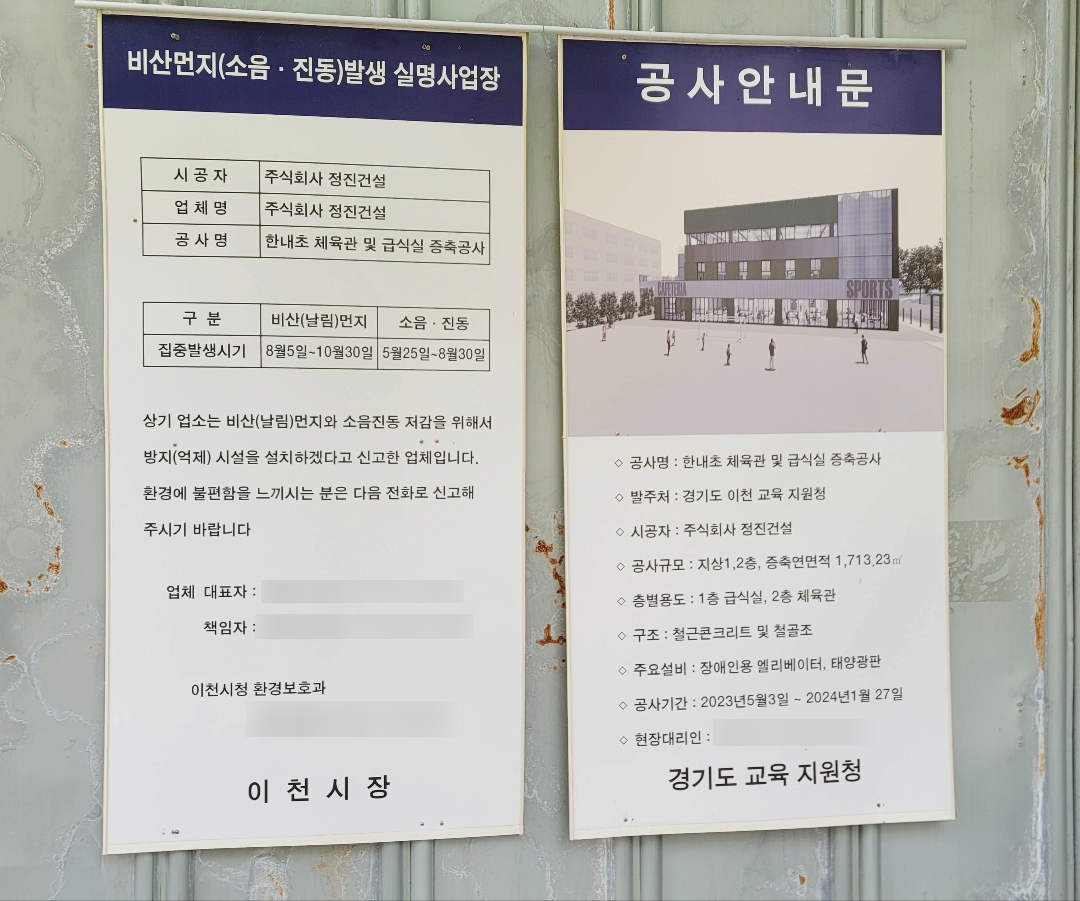 비산먼지(소음 · 진동)발생 실명사업장
시 공 자 주식회사 정진건설
업 체 명 주식회사 정진건설
공 사 명 한내초 체육관 및 급식실 증축공사
구 분 비산(날림)먼지 소음 · 진동
집중발생시기 8월5일~10월30일 5월25일~8월30일
상기 업소는 비산(날림)먼지와 소음진동 저감을 위해서
방지(억제) 시설을 설치하겠다고 신고한 업체입니다.
환경에 불편함을 느끼시는 분은 다음 전화로 신고해
주시기 바랍니다
업체 대표자 :
책임자 :
이천시청 환경보호과
이 천 시 장
공 사 안 내 문
CAFETERIA
SPORTS
◇ 공사명 : 한내초 체육관 및 급식실 증축공사
◇ 발주처 : 경기도 이천 교육 지원청
◇ 시공자 : 주식회사 정진건설
◇ 공사규모 : 지상1,2층, 증축연면적 1,713,23㎡
◇ 층별용도 : 1층 급식실, 2층 체육관
◇ 구조 : 철근콘크리트 및 철골조
◇ 주요설비 : 장애인용 엘리베이터, 태양광판
◇ 공사기간 : 2023년5월3일 ~ 2024년1월 27일
◇ 현장대리인 :
경기도 교육 지원청